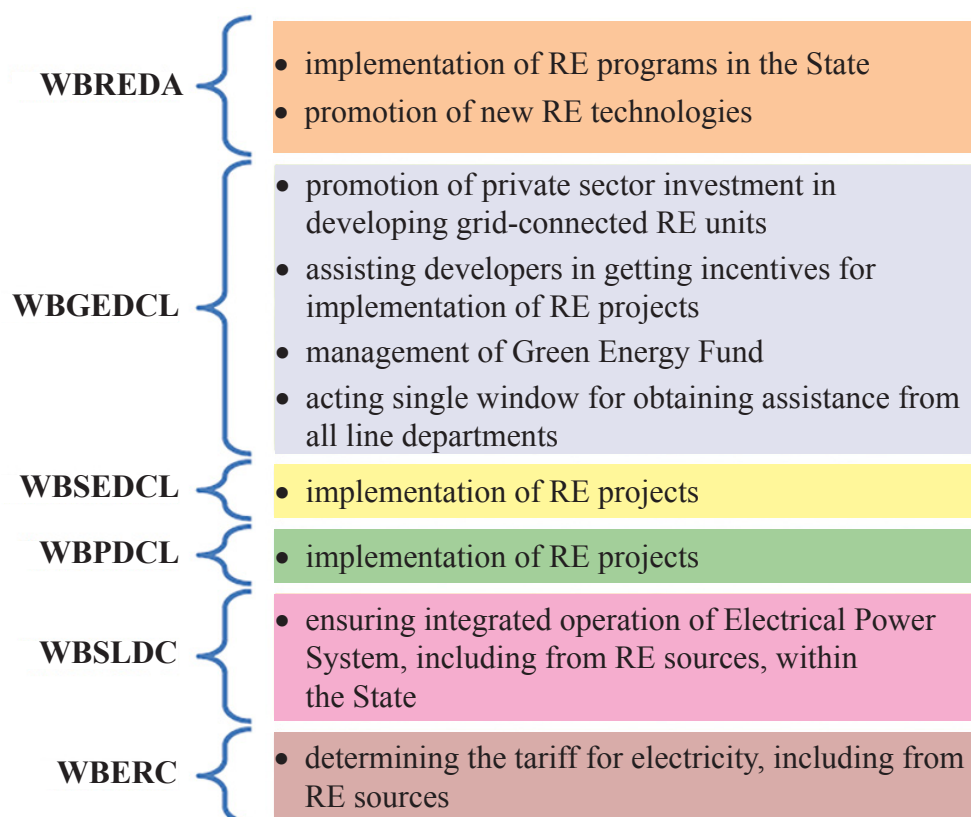 WBREDA
• implementation of RE programs in the State
• promotion of new RE technologies
WBGEDCL
• promotion of private sector investment in
developing grid-connected RE units
• assisting developers in getting incentives for
implementation of RE projects
• management of Green Energy Fund
• acting single window for obtaining assistance from
all line departments
WBSEDCL
• implementation of RE projects
WBPDCL
• implementation of RE projects
WBSLDC
• ensuring integrated operation of Electrical Power
System, including from RE sources, within
the State
WBERC
• determining the tariff for electricity, including from
RE sources